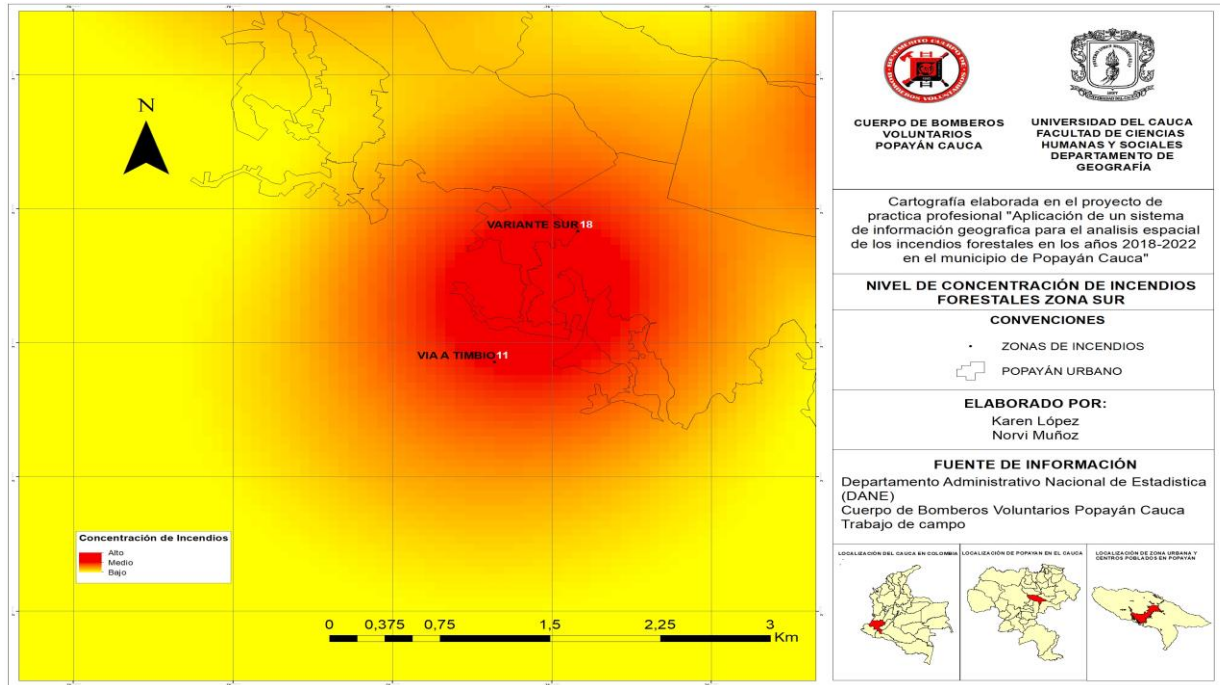 N
VARIANTE SUR 18
VIA A TIMBIO 11
Concentración de Incendios
Alto
Medio
Bajo
0 0,375 0,75 1,5 2,25 3
Km
BENEMERITO CUERPO DE
BOMBEROS VOLUNTARIOS
CUERPO DE BOMBEROS
VOLUNTARIOS
POPAYÁN CAUCA
UNIVERSIDAD DEL CAUCA
FACULTAD DE CIENCIAS
HUMANAS Y SOCIALES
DEPARTAMENTO DE
GEOGRAFÍA
Cartografía elaborada en el proyecto de
practica profesional "Aplicación de un sistema
de información geografica para el analisis espacial
de los incendios forestales en los años 2018-2022
en el municipio de Popayán Cauca"
NIVEL DE CONCENTRACIÓN DE INCENDIOS
FORESTALES ZONA SUR
CONVENCIONES
ZONAS DE INCENDIOS
POPAYÁN URBANO
ELABORADO POR:
Karen López
Norvi Muñoz
FUENTE DE INFORMACIÓN
Departamento Administrativo Nacional de Estadistica
(DANE)
Cuerpo de Bomberos Voluntarios Popayán Cauca
Trabajo de campo
LOCALIZACIÓN DEL CAUCA EN COLOMBIA
LOCALIZACIÓN DE POPAYAN EN EL CAUCA
LOCALIZACIÓN DE ZONA URBANA Y
CENTROS POBLADOS EN POPAYÁN